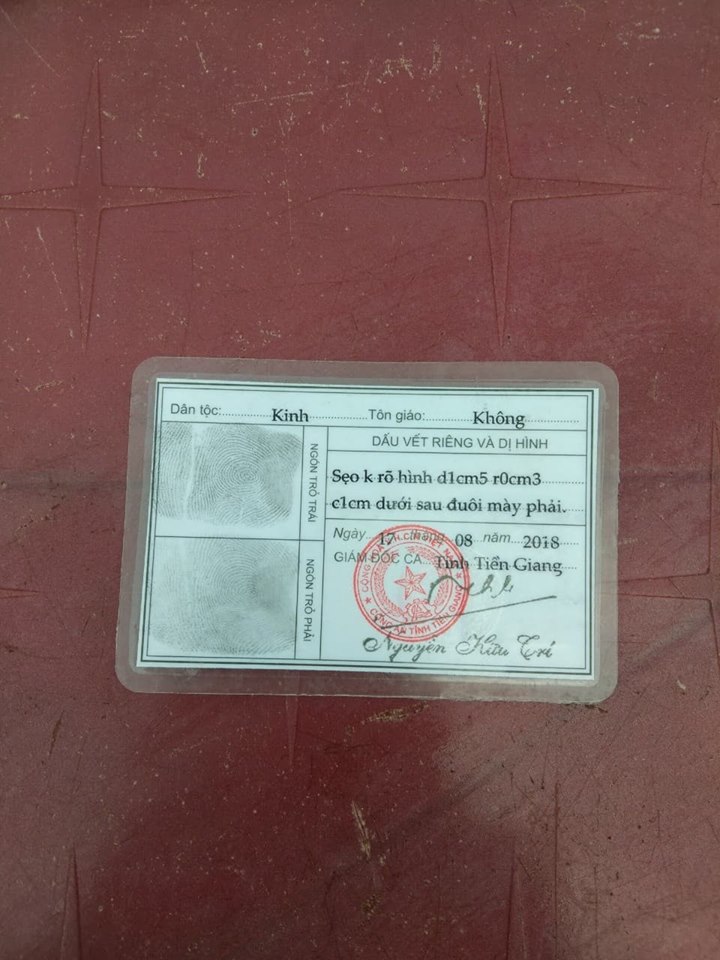 Dân tộc: Kinh Tôn giáo: Không
DẤU VẾT RIÊNG VÀ DỊ HÌNH
NGÓN TRỎ TRÁI
Sẹo k rõ hình d1cm5 r0cm3
c1cm dưới sau đuôi mày phải.
NGÓN TRỎ PHẢI
Ngày 17 tháng 08 năm 2018
GIÁM ĐỐC CA Tỉnh Tiền Giang
CÔNG AN TỈNH TIỀN GIANG
Nguyễn Hữu Trí